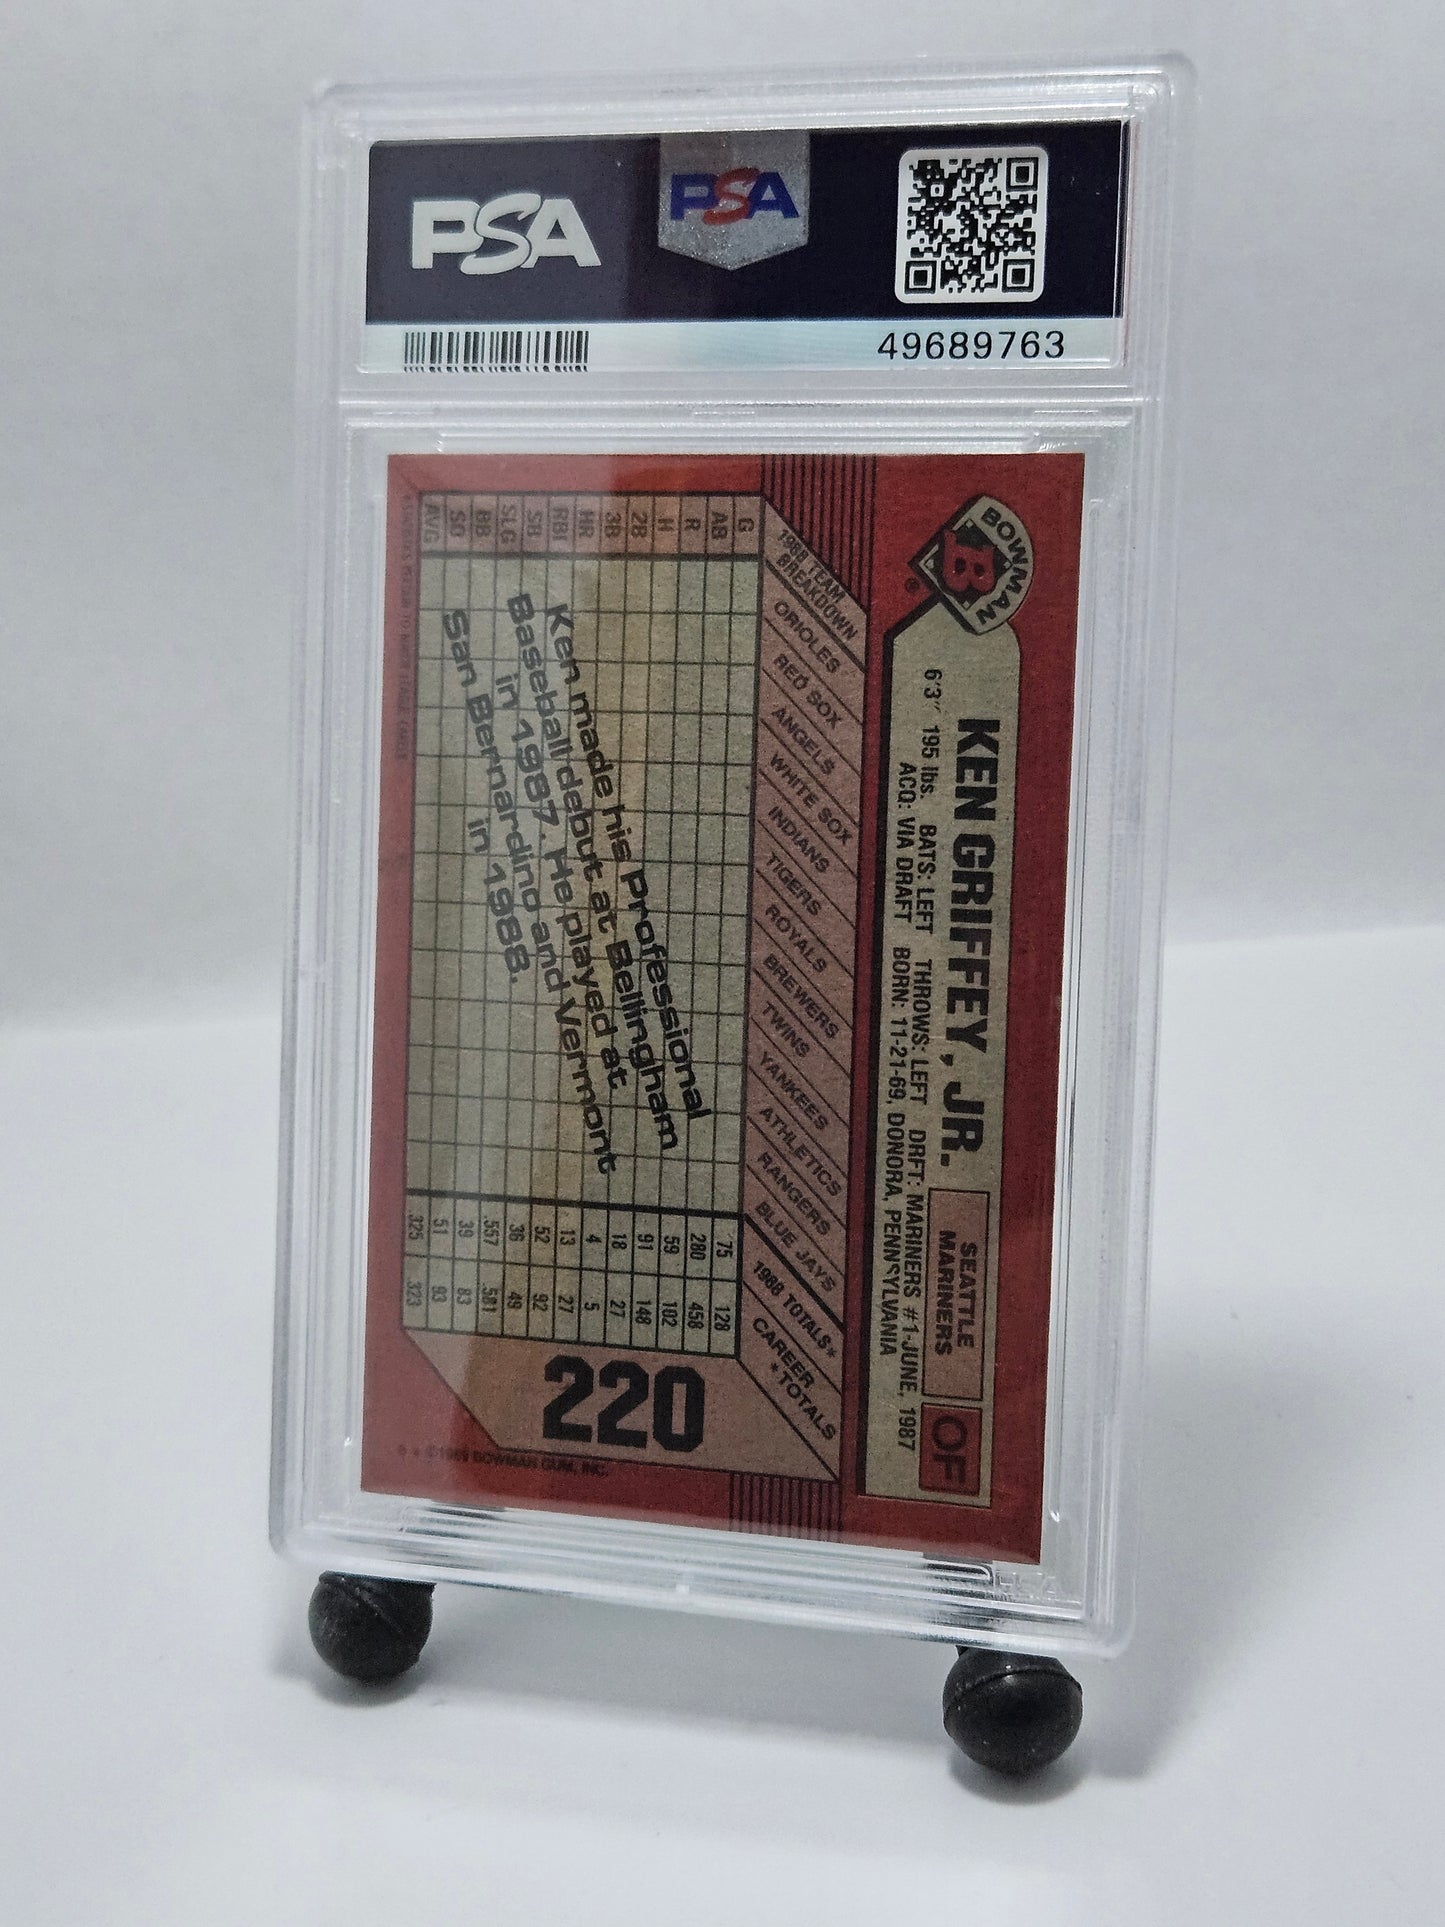 PSA
PSA
49689763
BOWMAN
B
®
KEN GRIFFEY, JR.
SEATTLE
MARINERS
OF
6'3" 195 lbs. BATS: LEFT THROWS: LEFT DRFT: MARINERS #1-JUNE, 1987
ACQ: VIA DRAFT BORN: 11-21-69, DONORA, PENNSYLVANIA
1988 TEAM
BREAKDOWN
ORIOLES
RED SOX
ANGELS
WHITE SOX
INDIANS
TIGERS
ROYALS
BREWERS
TWINS
YANKEES
ATHLETICS
RANGERS
BLUE JAYS
1988 TOTALS*
CAREER
*TOTALS
G 75 128
AB 280 458
R 59 102
H 91 148
2B 18 27
3B 4 5
HR 13 27
RBI 52 92
SB 36 49
SLG .557 .581
BB 39 83
SO 51 93
AVG .325 .323
Ken made his Professional
Baseball debut at Bellingham
in 1987. He played at
San Bernardino and Vermont
in 1988.
220
©1989 BOWMAN GUM, INC.